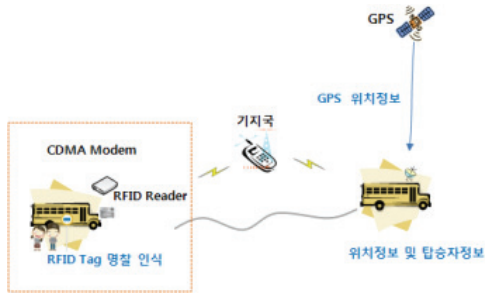 GPS
GPS 위치정보
기지국
CDMA Modem
RFID Reader
RFID Tag 명찰 인식
위치정보 및 탑승자정보